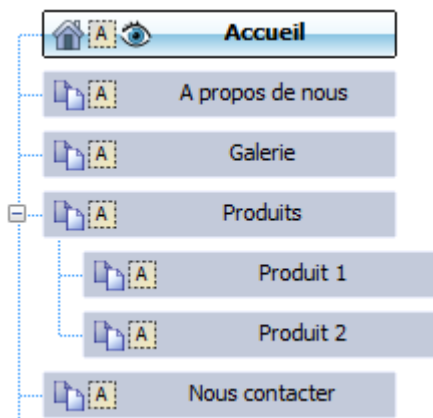 A Accueil
A A propos de nous
A Galerie
A Produits
A Produit 1
A Produit 2
A Nous contacter